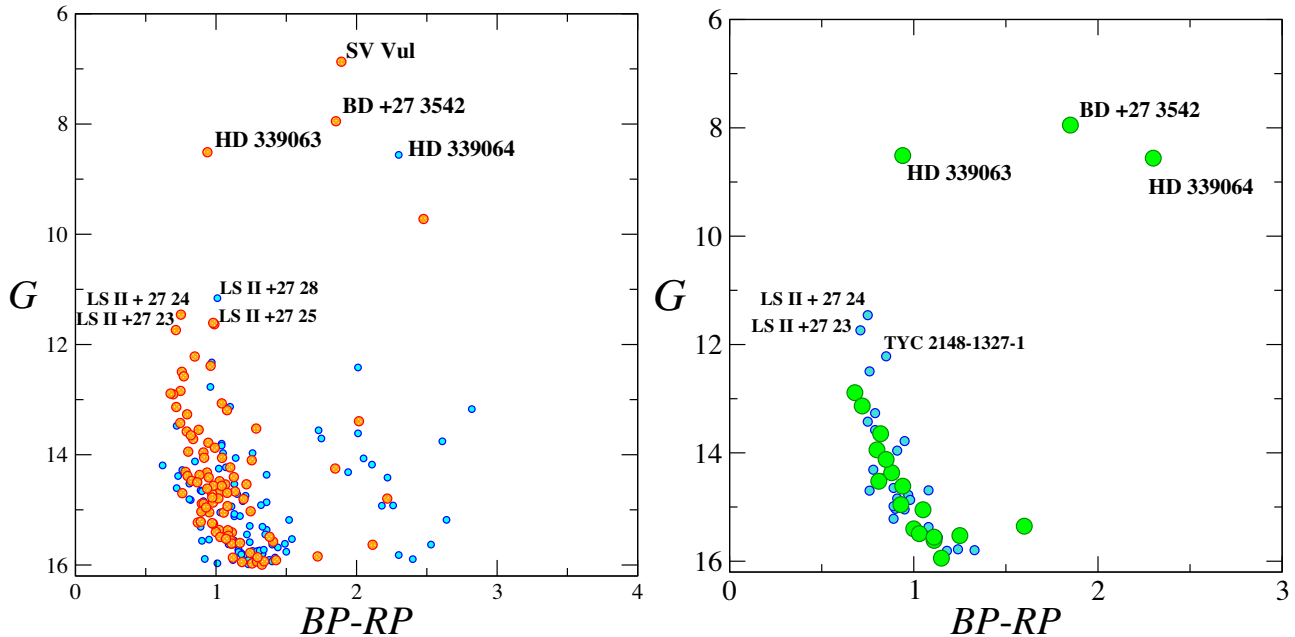 6
SV Vul
BD +27 3542
8
HD 339063
HD 339064
10
G
LS II + 27 24
LS II +27 28
LS II +27 23
LS II +27 25
12
14
16
0
1
2
3
4
BP-RP
6
BD +27 3542
8
HD 339063
HD 339064
10
G
LS II + 27 24
LS II +27 23
12
TYC 2148-1327-1
14
16
0
1
2
3
BP-RP